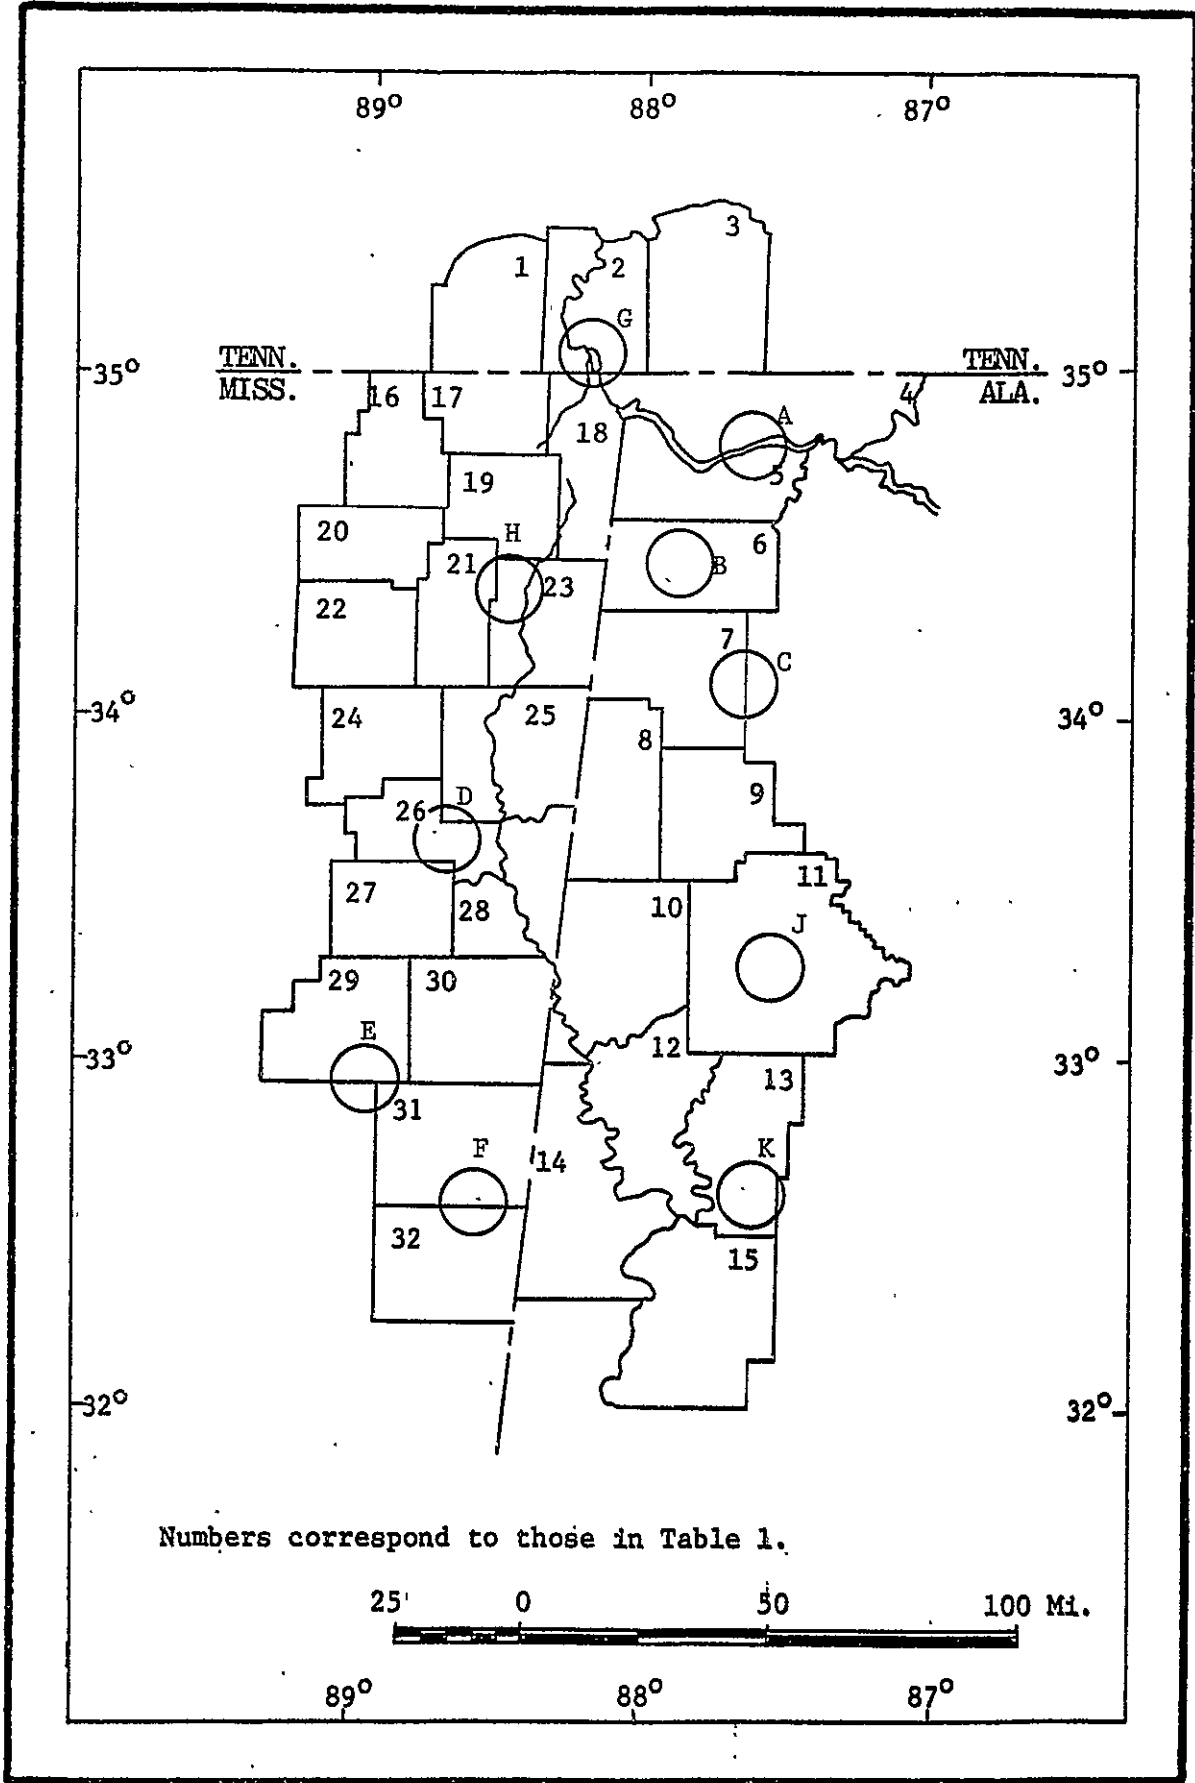 89° 88° 87°
3
1 2
G
TENN. TENN.
35° 35°
MISS. ALA.
16 17 4
A
18
5
19
20 H
6
21 B
23
22
7
C
34° 24 25 34°
8
9
D
26
11
27
28 10
J
29 30
E
33° 12 33°
13
31
F K
14
32
15
32° 32°
Numbers correspond to those in Table 1.
25 0 50 100 Mi.
89° 88° 87°